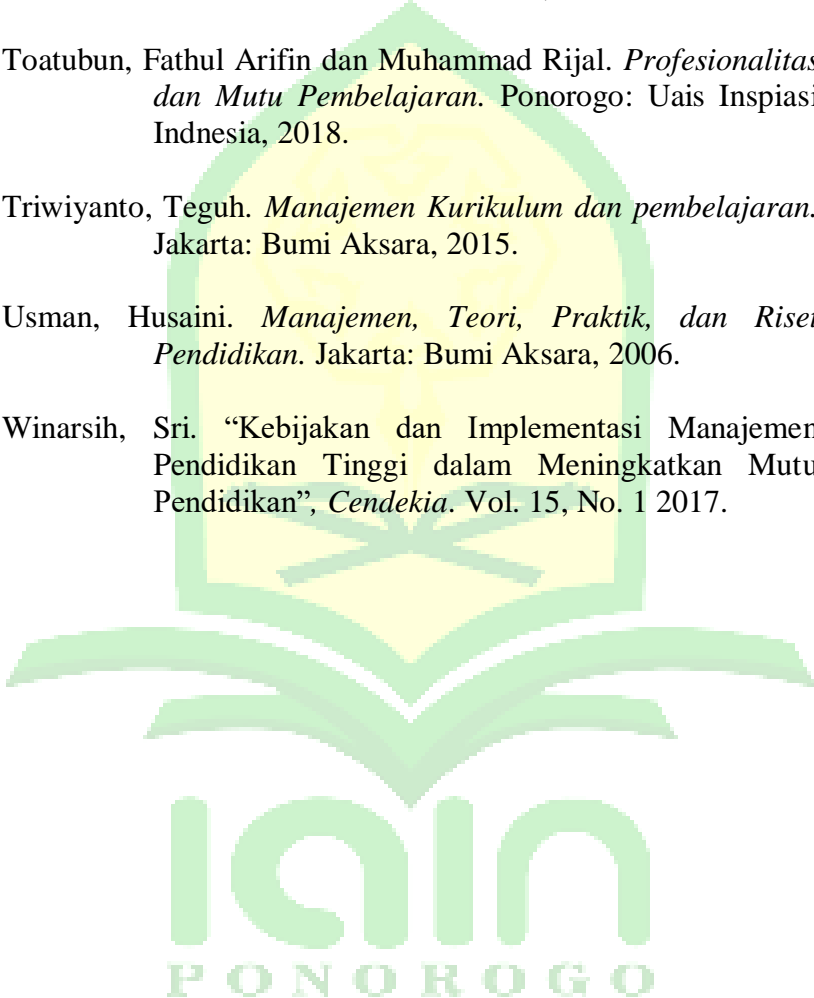 Toatubun, Fathul Arifin dan Muhammad Rijal. Profesionalitas
dan Mutu Pembelajaran. Ponorogo: Uais Inspiasi
Indnesia, 2018.
Triwiyanto, Teguh. Manajemen Kurikulum dan pembelajaran.
Jakarta: Bumi Aksara, 2015.
Usman, Husaini. Manajemen, Teori, Praktik, dan Riset
Pendidikan. Jakarta: Bumi Aksara, 2006.
Winarsih, Sri. “Kebijakan dan Implementasi Manajemen
Pendidikan Tinggi dalam Meningkatkan Mutu
Pendidikan”, Cendekia. Vol. 15, No. 1 2017.
iain
PONOROGO